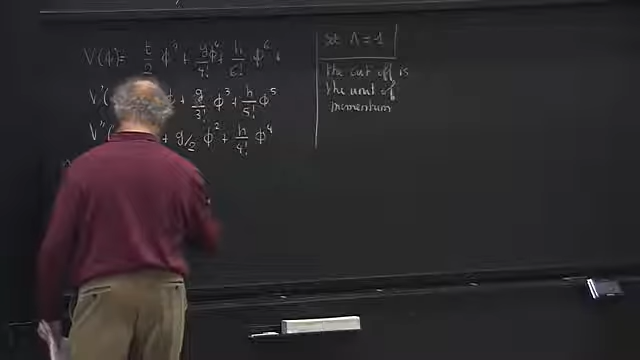 V(φ)= t/2 φ² + g/4! φ⁴ + h/6! φ⁶ +
V'( φ + g/3! φ³ + h/5! φ⁵
V''( + g/2 φ² + h/4! φ⁴
set Λ = 1
the cut off is
the unit of
momentum